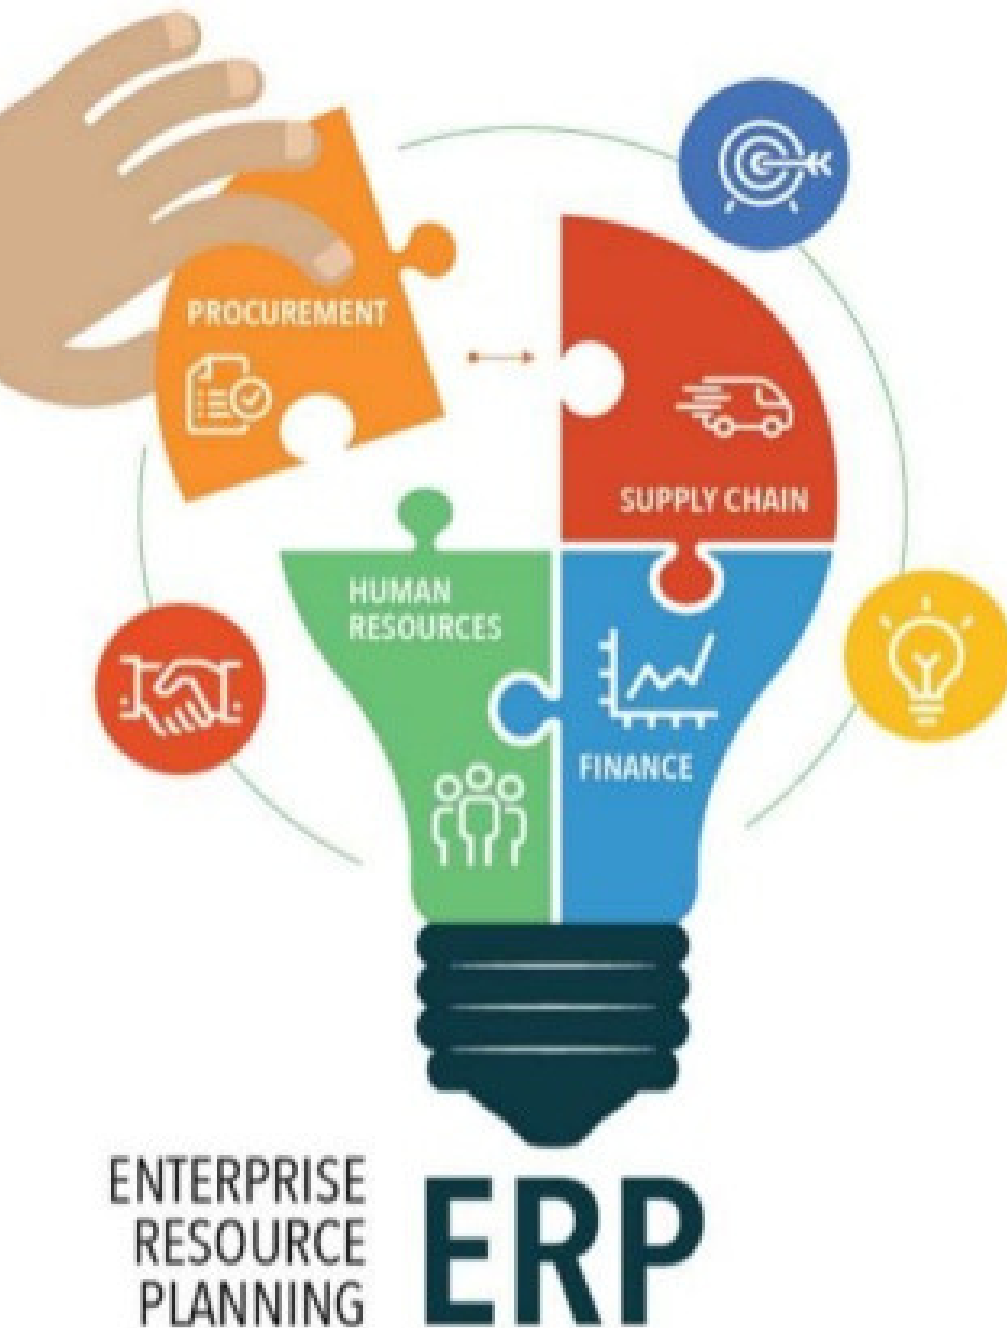 PROCUREMENT
SUPPLY CHAIN
HUMAN
RESOURCES
FINANCE
ENTERPRISE
RESOURCE
PLANNING
ERP